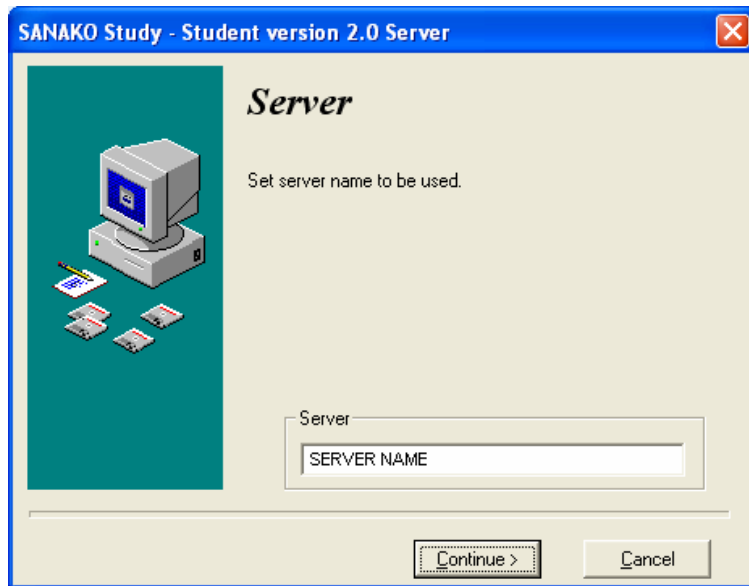 SANAKO Study - Student version 2.0 Server
Server
Set server name to be used.
Server
SERVER NAME
Continue >
Cancel